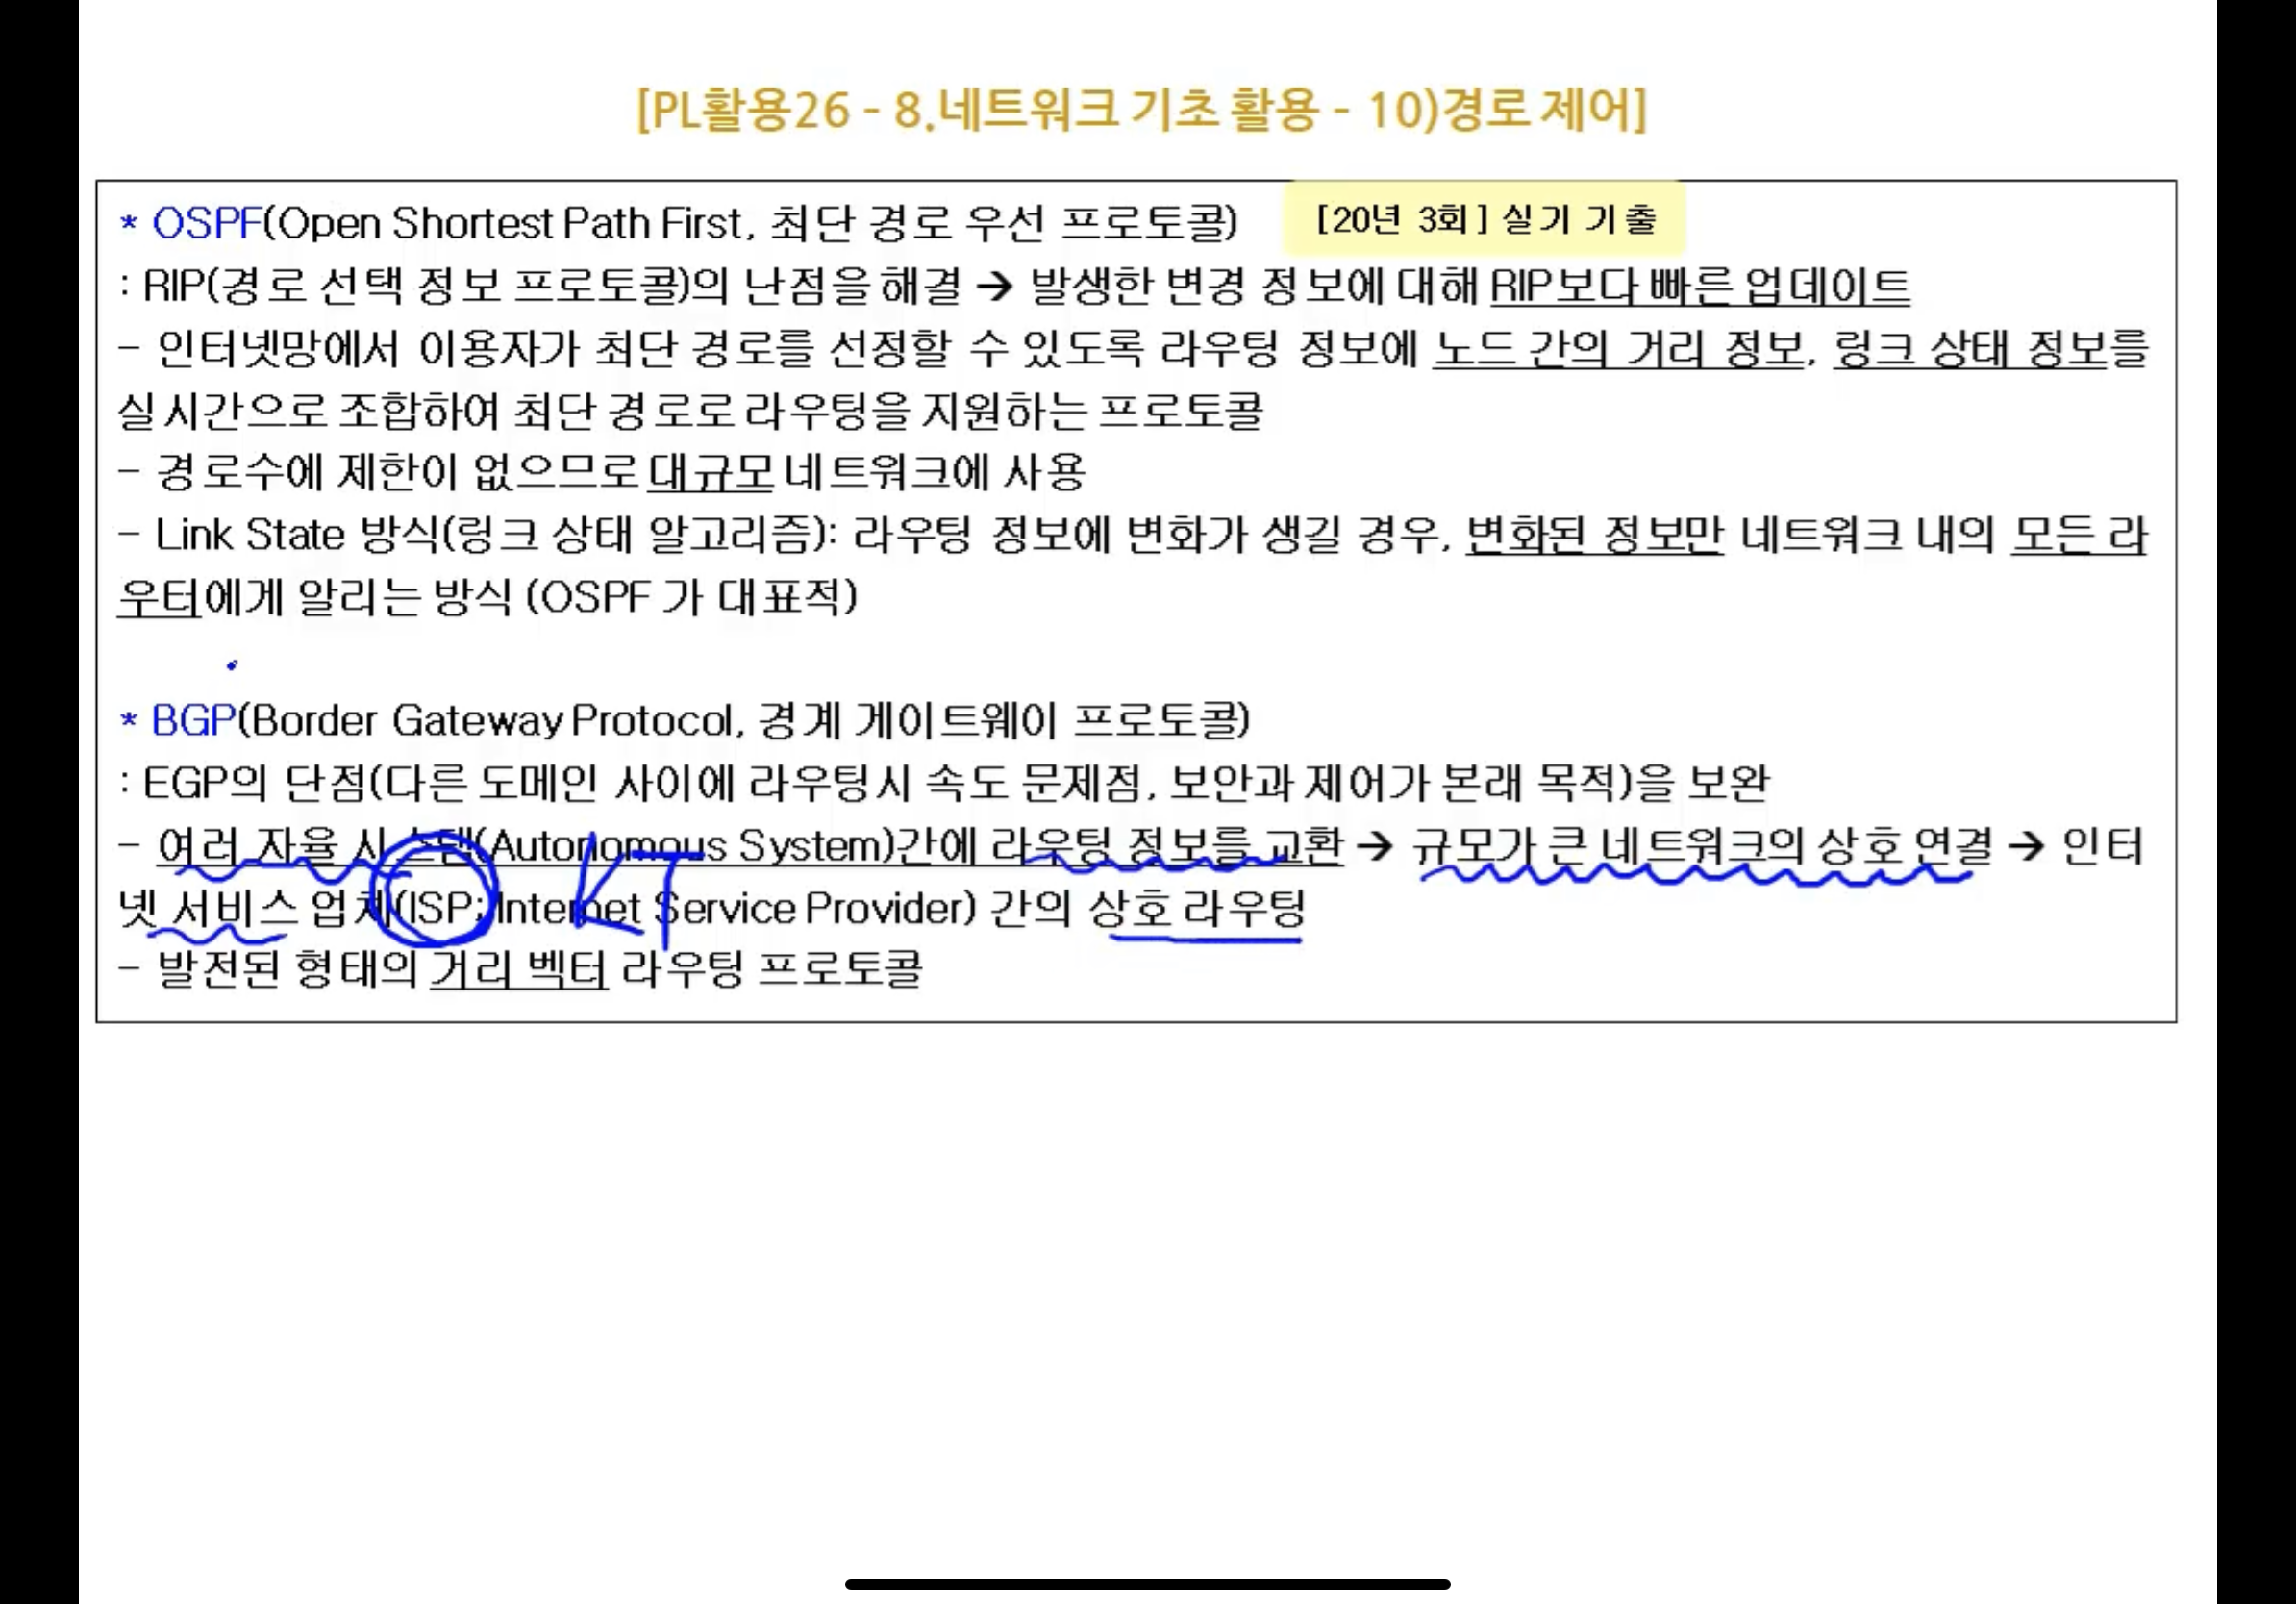 [PL활용26 - 8.네트워크 기초 활용 - 10)경로 제어]
* OSPF(Open Shortest Path First, 최단 경로 우선 프로토콜) [20년 3회] 실기 기출
: RIP(경로 선택 정보 프로토콜)의 난점을 해결 → 발생한 변경 정보에 대해 RIP보다 빠른 업데이트
- 인터넷망에서 이용자가 최단 경로를 선정할 수 있도록 라우팅 정보에 노드 간의 거리 정보, 링크 상태 정보를
실시간으로 조합하여 최단 경로로 라우팅을 지원하는 프로토콜
- 경로수에 제한이 없으므로 대규모 네트워크에 사용
- Link State 방식(링크 상태 알고리즘): 라우팅 정보에 변화가 생길 경우, 변화된 정보만 네트워크 내의 모든 라
우터에게 알리는 방식 (OSPF 가 대표적)
* BGP(Border Gateway Protocol, 경계 게이트웨이 프로토콜)
: EGP의 단점(다른 도메인 사이에 라우팅시 속도 문제점, 보안과 제어가 본래 목적)을 보완
- 여러 자율 시스템(Autonomous System)간에 라우팅 정보를 교환 → 규모가 큰 네트워크의 상호 연결 → 인터
넷 서비스 업체(ISP; Internet Service Provider) 간의 상호 라우팅
KT
- 발전된 형태의 거리 벡터 라우팅 프로토콜